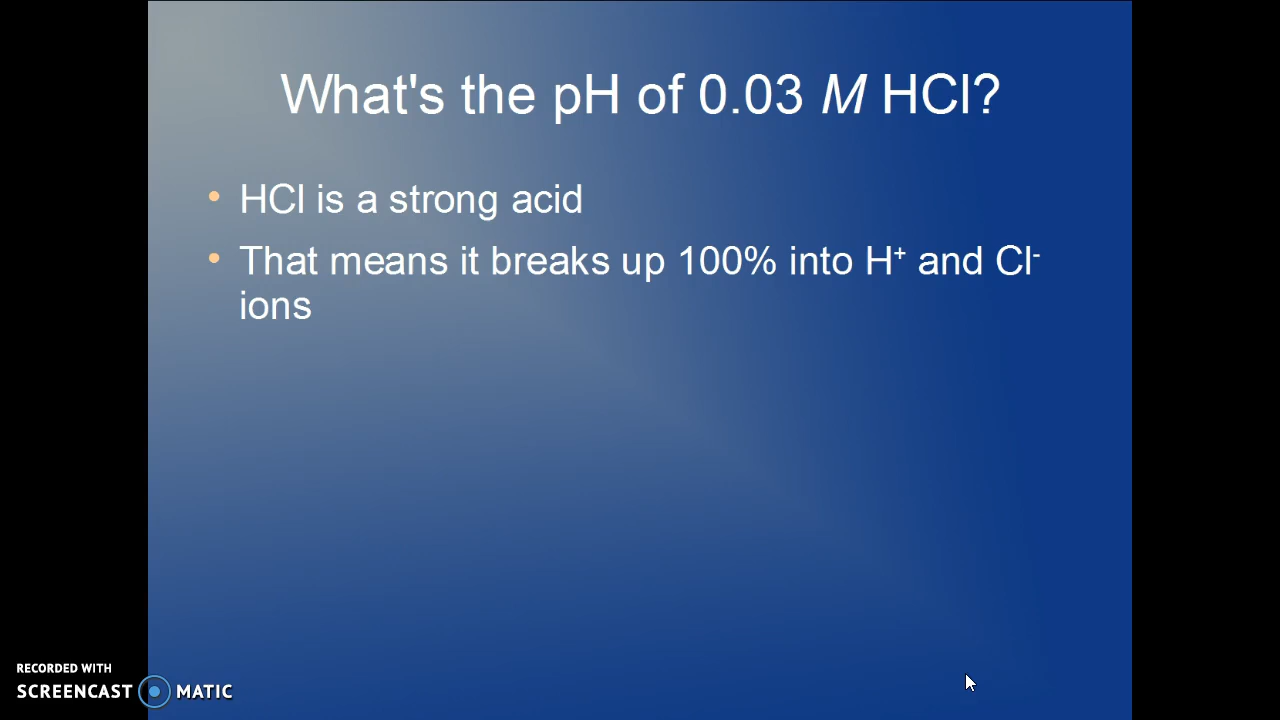 What's the pH of 0.03 M HCl?
• HCl is a strong acid
• That means it breaks up 100% into H⁺ and Cl⁻
ions
RECORDED WITH
SCREENCAST MATIC